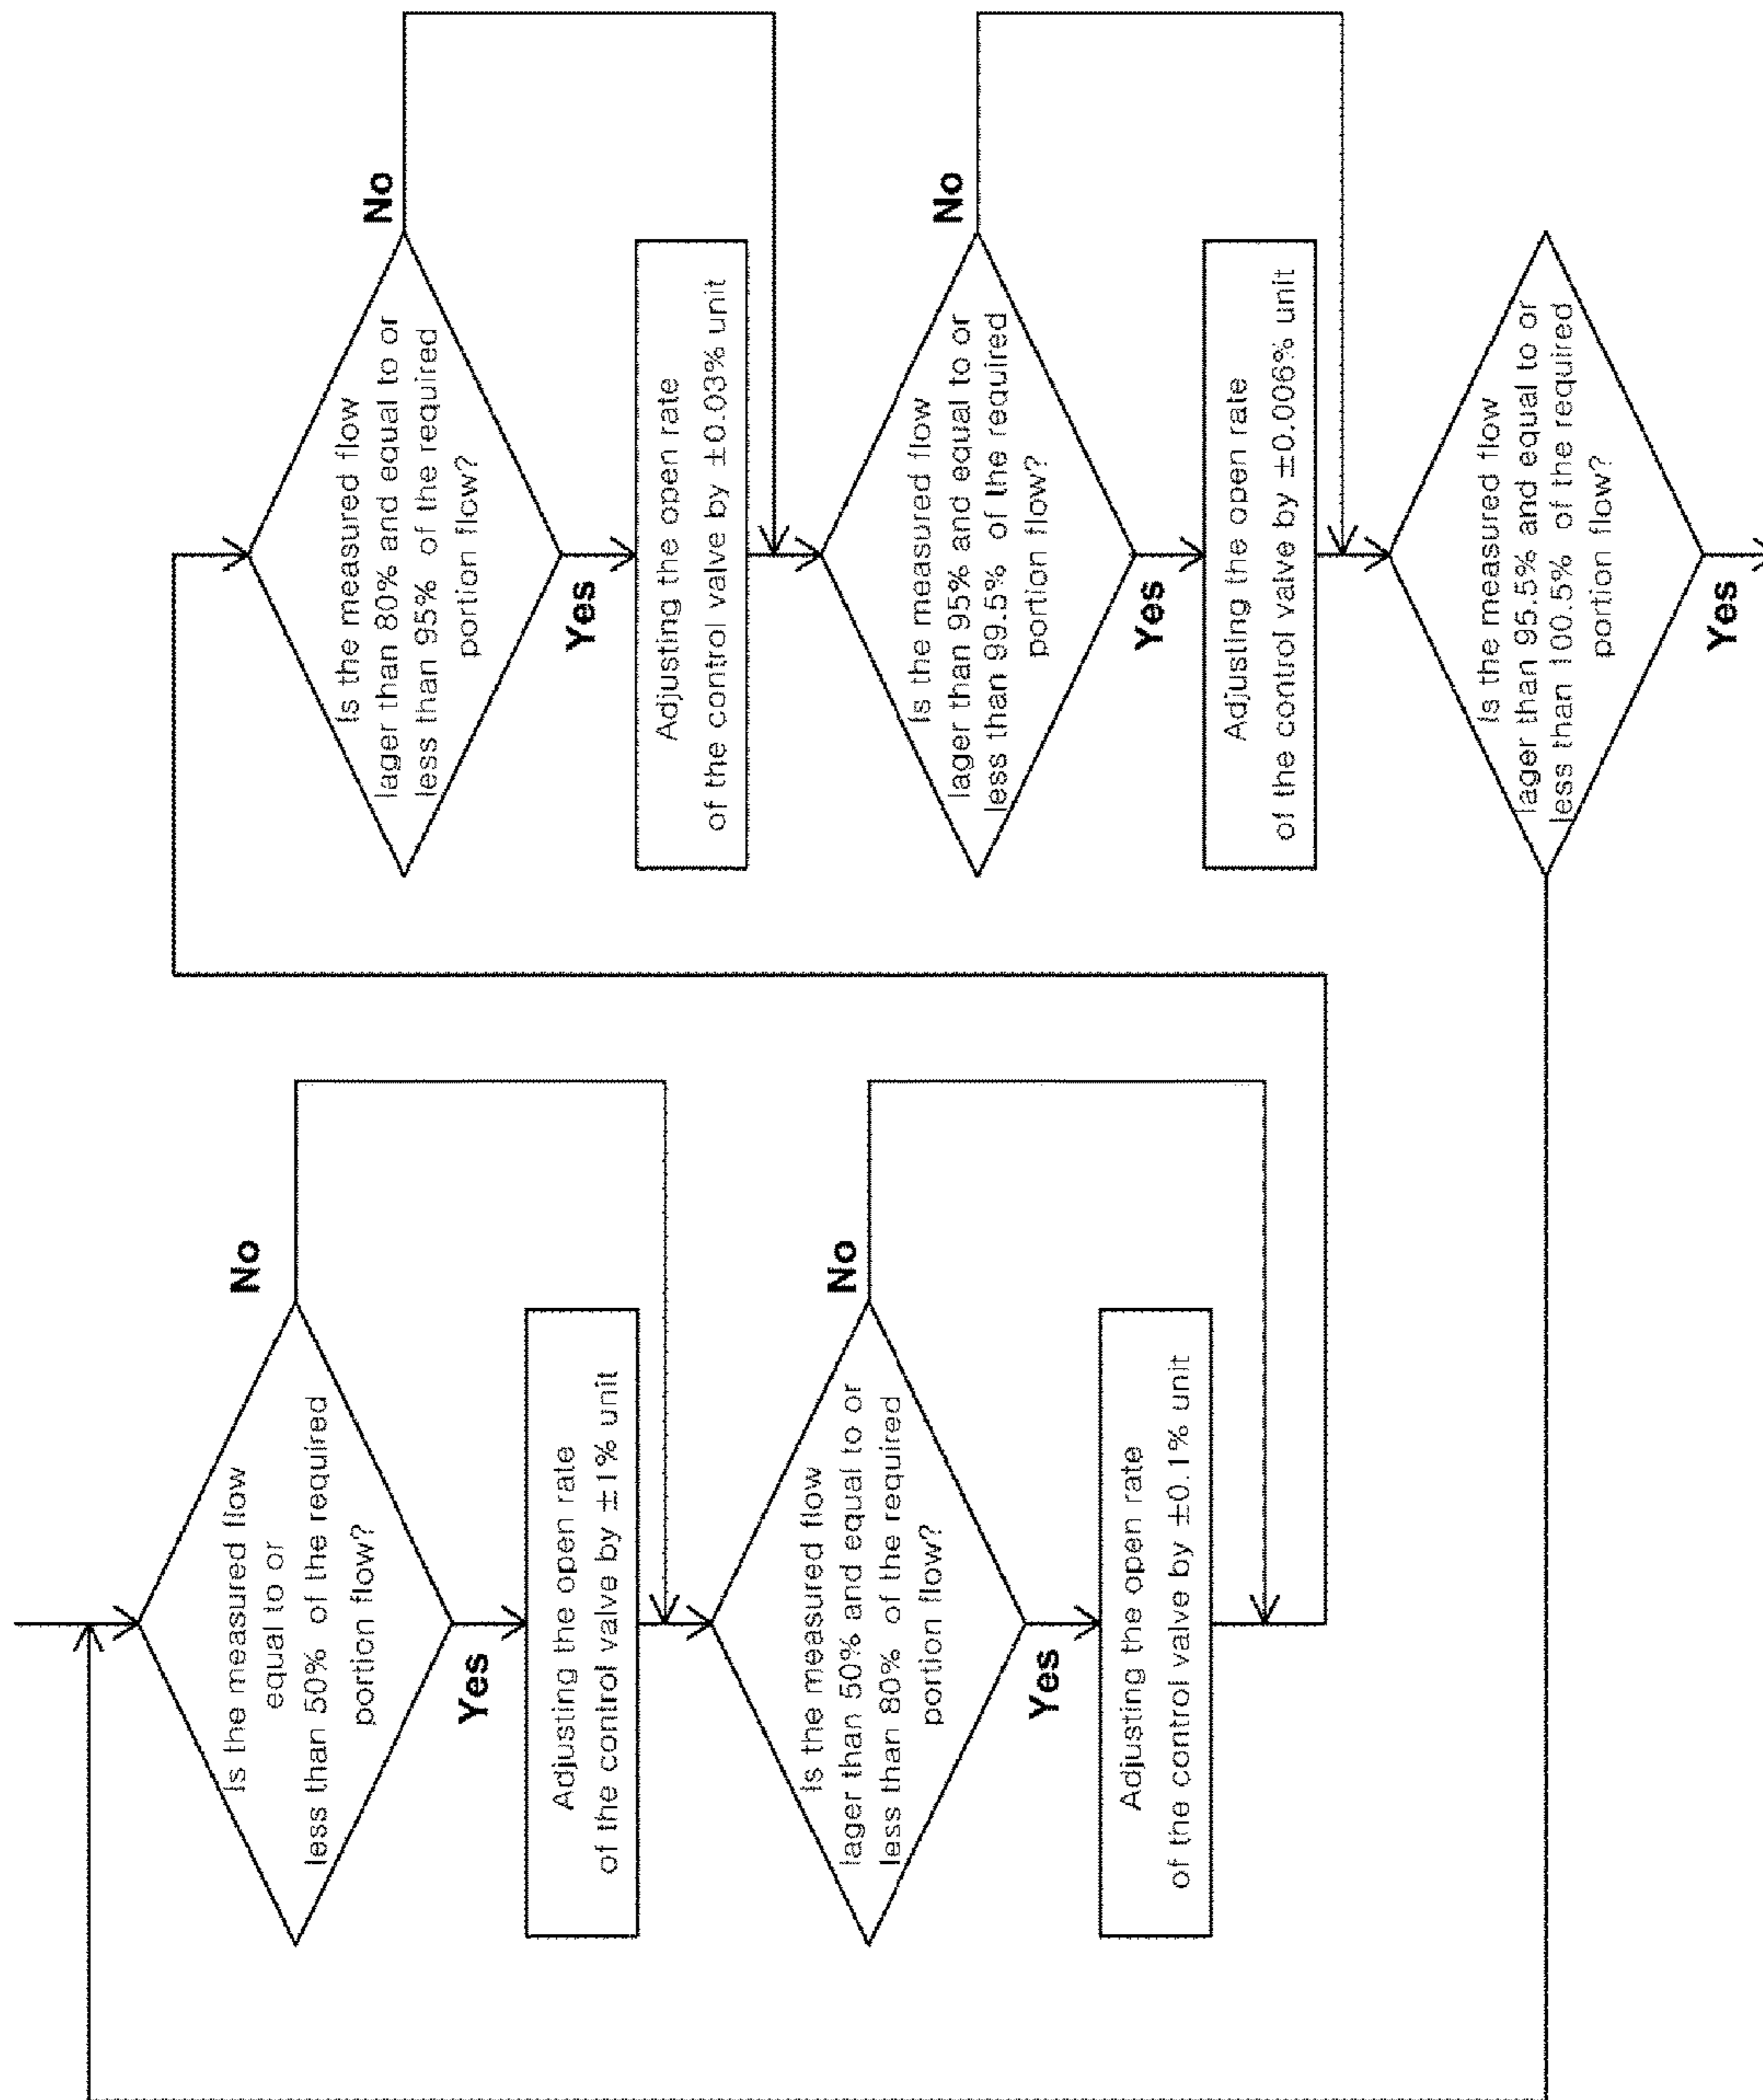 Is the measured flow
equal to or
less than 50% of the required
portion flow?
No
Yes
Adjusting the open rate
of the control valve by ±1% unit
Is the measured flow
lager than 50% and equal to or
less than 80% of the required
portion flow?
No
Yes
Adjusting the open rate
of the control valve by ±0.1% unit
Is the measured flow
lager than 80% and equal to or
less than 95% of the required
portion flow?
No
Yes
Adjusting the open rate
of the control valve by ±0.03% unit
Is the measured flow
lager than 95% and equal to or
less than 99.5% of the required
portion flow?
No
Yes
Adjusting the open rate
of the control valve by ±0.006% unit
Is the measured flow
lager than 95.5% and equal to or
less than 100.5% of the required
portion flow?
Yes